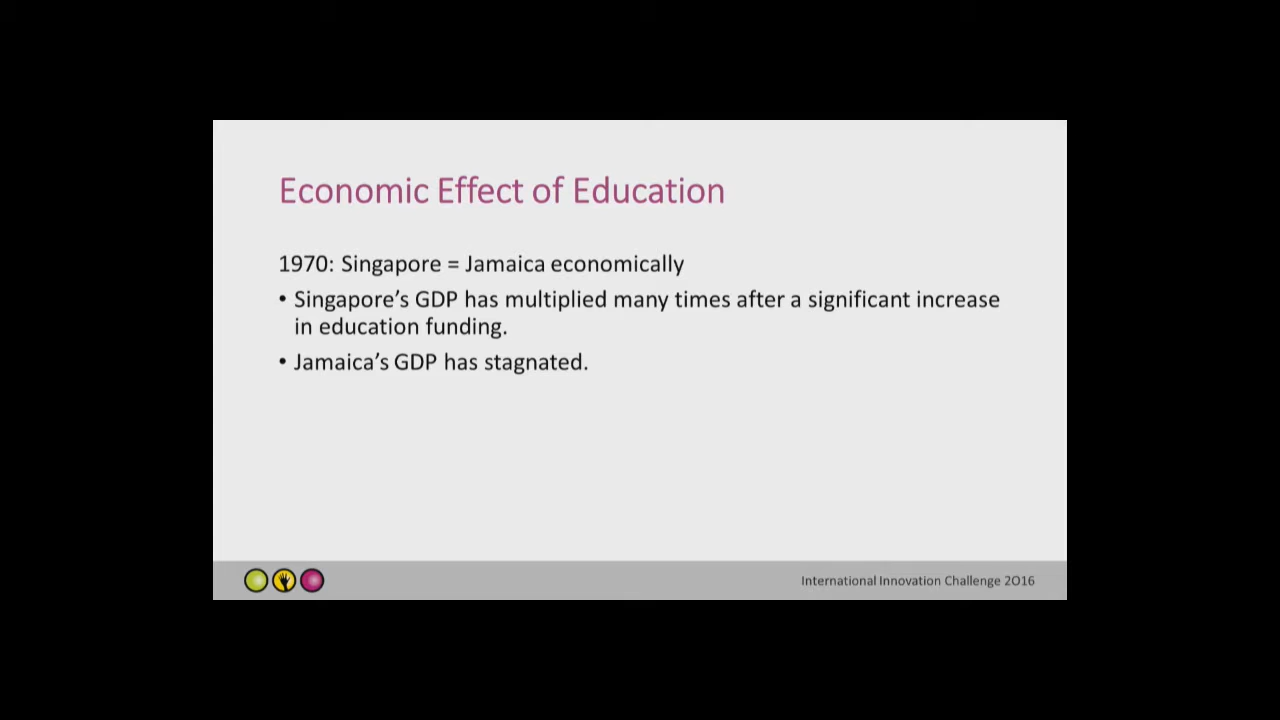 Economic Effect of Education
1970: Singapore = Jamaica economically
• Singapore’s GDP has multiplied many times after a significant increase
in education funding.
• Jamaica’s GDP has stagnated.
International Innovation Challenge 2O16